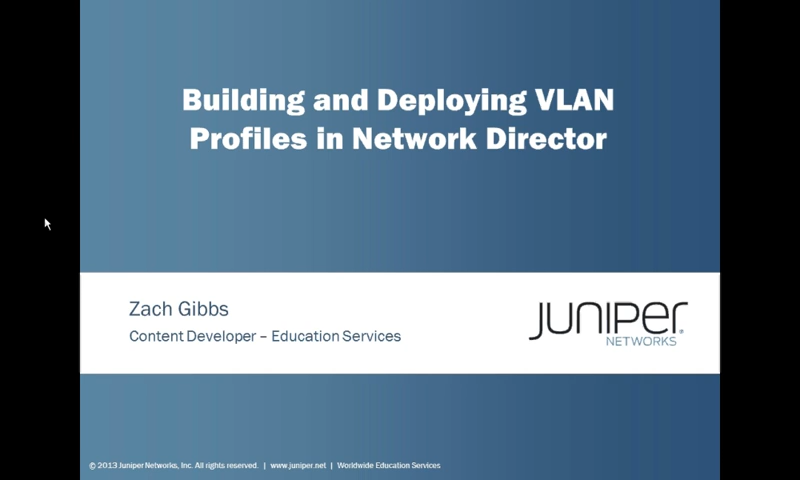 Building and Deploying VLAN
Profiles in Network Director
Zach Gibbs
Content Developer – Education Services
JUNIPEr
NETWORKS
© 2013 Juniper Networks, Inc. All rights reserved. | www.juniper.net | Worldwide Education Services